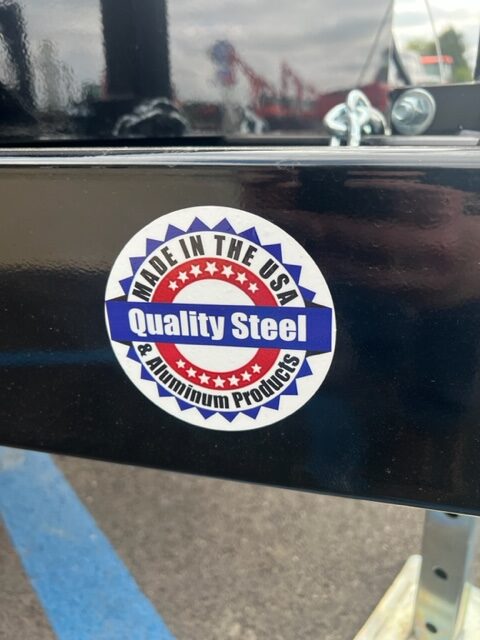 MADE IN THE USA
Quality Steel
& Aluminum Products